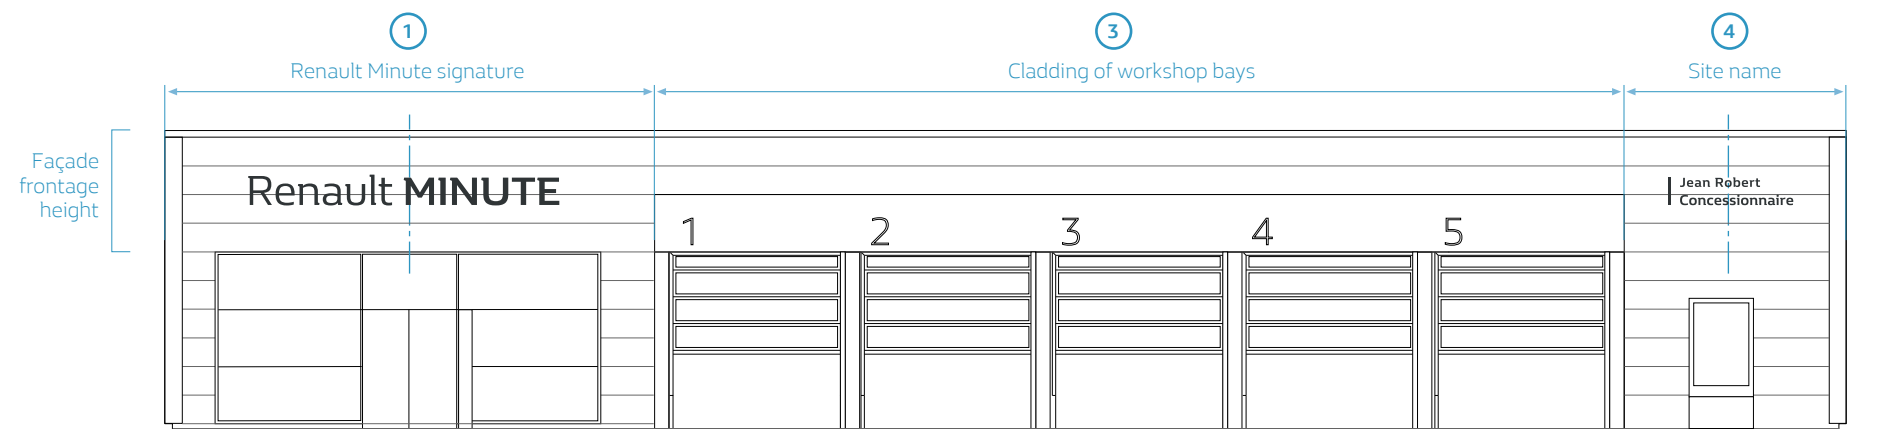 1
3
4
Renault Minute signature
Cladding of workshop bays
Site name
Façade
frontage
height
Renault MINUTE
Jean Robert
Concessionnaire
1
2
3
4
5